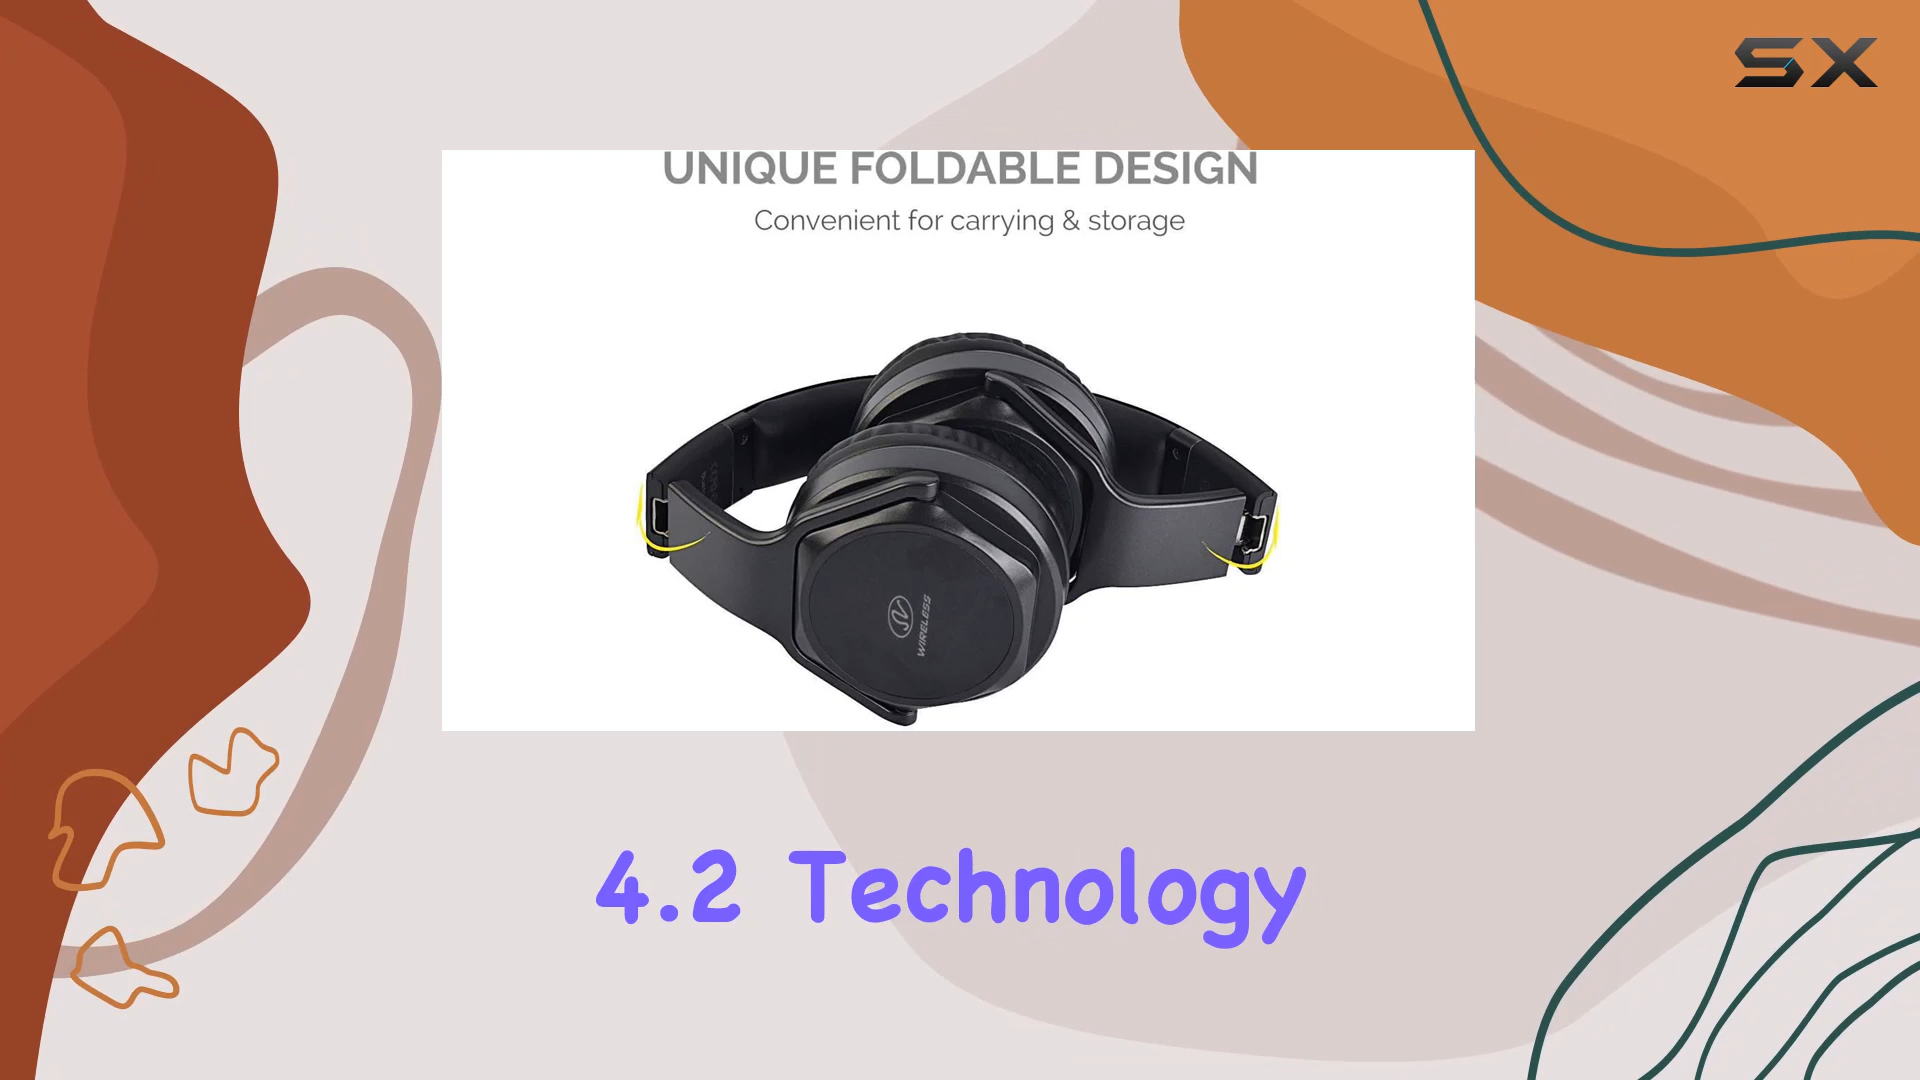 SX
UNIQUE FOLDABLE DESIGN
Convenient for carrying & storage
WIRELESS
4.2 Technology